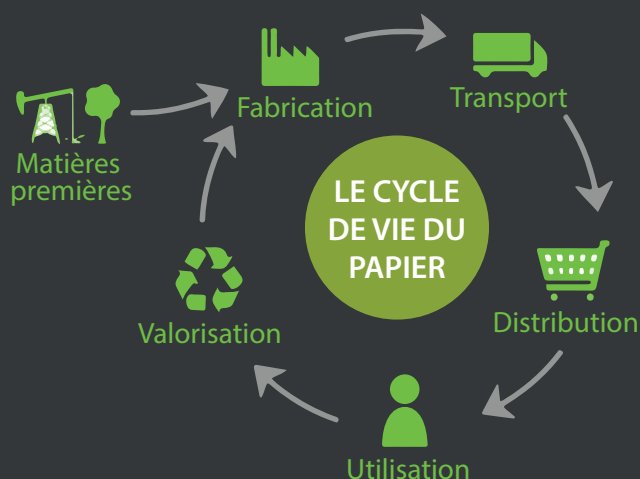 Fabrication
Transport
Matières
premières
LE CYCLE
DE VIE DU
PAPIER
Valorisation
Distribution
Utilisation